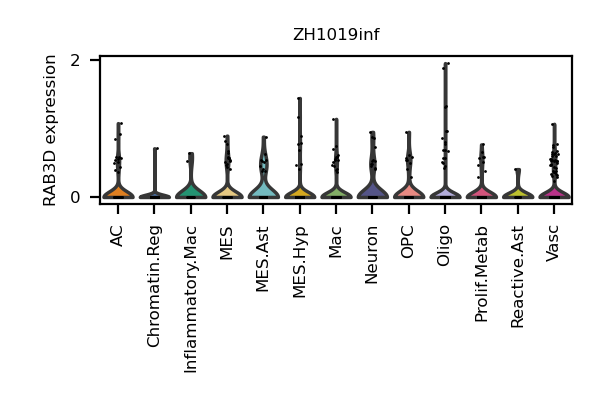 ZH1019inf
RAB3D expression
2
0
AC
Chromatin.Reg
Inflammatory.Mac
MES
MES.Ast
MES.Hyp
Mac
Neuron
OPC
Oligo
Prolif.Metab
Reactive.Ast
Vasc